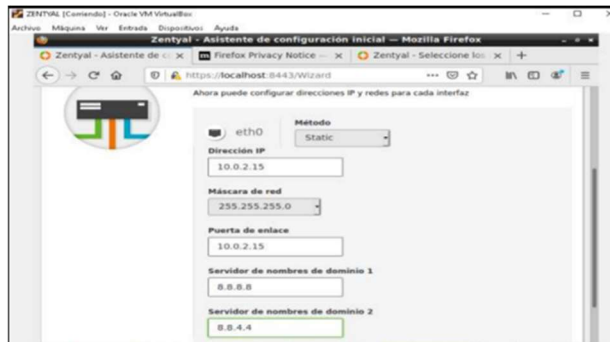 ZENTYAL [Corriendo] - Oracle VM VirtualBox
Archivo Máquina Ver Entrada Dispositivos Ayuda
Zentyal - Asistente de configuración inicial — Mozilla Firefox
Zentyal - Asistente de c
Firefox Privacy Notice —
Zentyal - Seleccione los
https://localhost:8443/Wizard
Ahora puede configurar direcciones IP y redes para cada interfaz
eth0
Método
Static
Dirección IP
10.0.2.15
Máscara de red
255.255.255.0
Puerta de enlace
10.0.2.15
Servidor de nombres de dominio 1
8.8.8.8
Servidor de nombres de dominio 2
8.8.4.4